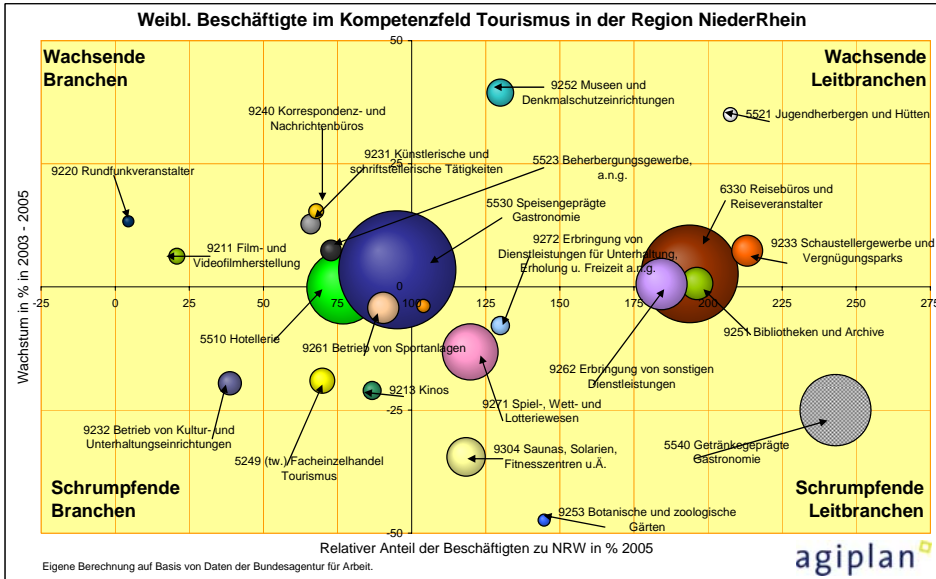 Weibl. Beschäftigte im Kompetenzfeld Tourismus in der Region NiederRhein
50
Wachsende
Branchen
Wachsende
Leitbranchen
9252 Museen und
Denkmalschutzeinrichtungen
5521 Jugendherbergen und Hütten
9240 Korrespondenz- und
Nachrichtenbüros
25
9231 Künstlerische und
schriftstellerische Tätigkeiten
5523 Beherbergungsgewerbe,
a.n.g.
9220 Rundfunkveranstalter
5530 Speisengeprägte
Gastronomie
6330 Reisebüros und
Reiseveranstalter
9211 Film- und
Videofilmherstellung
9272 Erbringung von
Dienstleistungen für Unterhaltung,
Erholung u. Freizeit a.n.g.
9233 Schaustellergewerbe und
Vergnügungsparks
Wachstum in % in 2003 - 2005
0
-25
0
25
50
75
100
125
150
175
200
225
250
275
5510 Hotellerie
9261 Betrieb von Sportanlagen
9251 Bibliotheken und Archive
9262 Erbringung von sonstigen
Dienstleistungen
9213 Kinos
9271 Spiel-, Wett- und
Lotteriewesen
-25
9232 Betrieb von Kultur- und
Unterhaltungseinrichtungen
5249 (tw.) Facheinzelhandel
Tourismus
9304 Saunas, Solarien,
Fitnesszentren u.Ä.
5540 Getränkegeprägte
Gastronomie
Schrumpfende
Branchen
Schrumpfende
Leitbranchen
9253 Botanische und zoologische
Gärten
-50
Relativer Anteil der Beschäftigten zu NRW in % 2005
Eigene Berechnung auf Basis von Daten der Bundesagentur für Arbeit.
agiplan